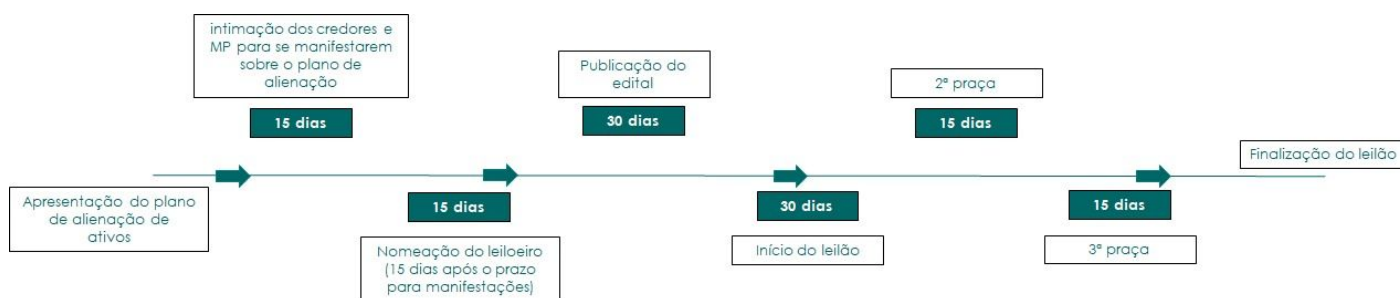 intimação dos credores e
MP para se manifestarem
sobre o plano de
alienação
15 dias
Publicação do
edital
30 dias
2ª praça
15 dias
Finalização do leilão
Apresentação do plano
de alienação de
ativos
15 dias
Nomeação do leiloeiro
(15 dias após o prazo
para manifestações)
30 dias
Início do leilão
15 dias
3ª praça